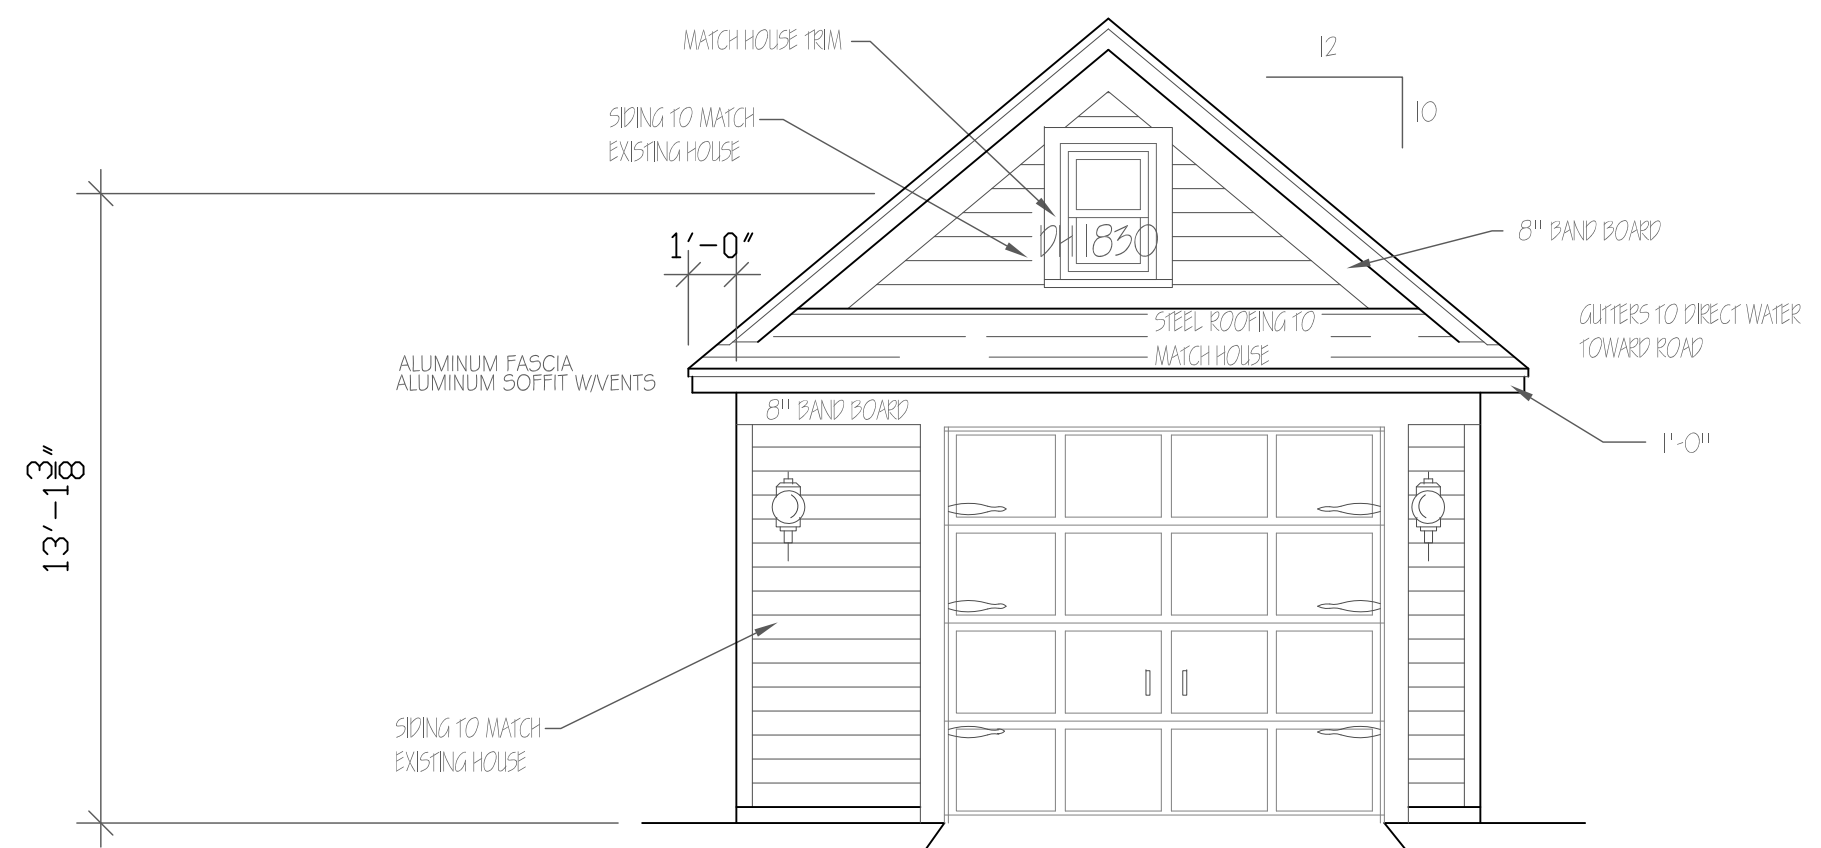 MATCH HOUSE TRIM
12
10
SIDING TO MATCH
EXISTING HOUSE
8" BAND BOARD
1'-0"
DH1830
GUTTERS TO DIRECT WATER
TOWARD ROAD
STEEL ROOFING TO
MATCH HOUSE
ALUMINUM FASCIA
ALUMINUM SOFFIT W/VENTS
8" BAND BOARD
1'-0"
13'-1 3/8"
SIDING TO MATCH
EXISTING HOUSE